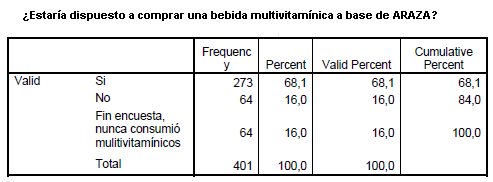 ¿Estaría dispuesto a comprar una bebida multivitamínica a base de ARAZA?
Frequency Percent Valid Percent Cumulative Percent
Valid Si 273 68,1 68,1 68,1
No 64 16,0 16,0 84,0
Fin encuesta,
nunca consumió
mulitivitamínicos 64 16,0 16,0 100,0
Total 401 100,0 100,0